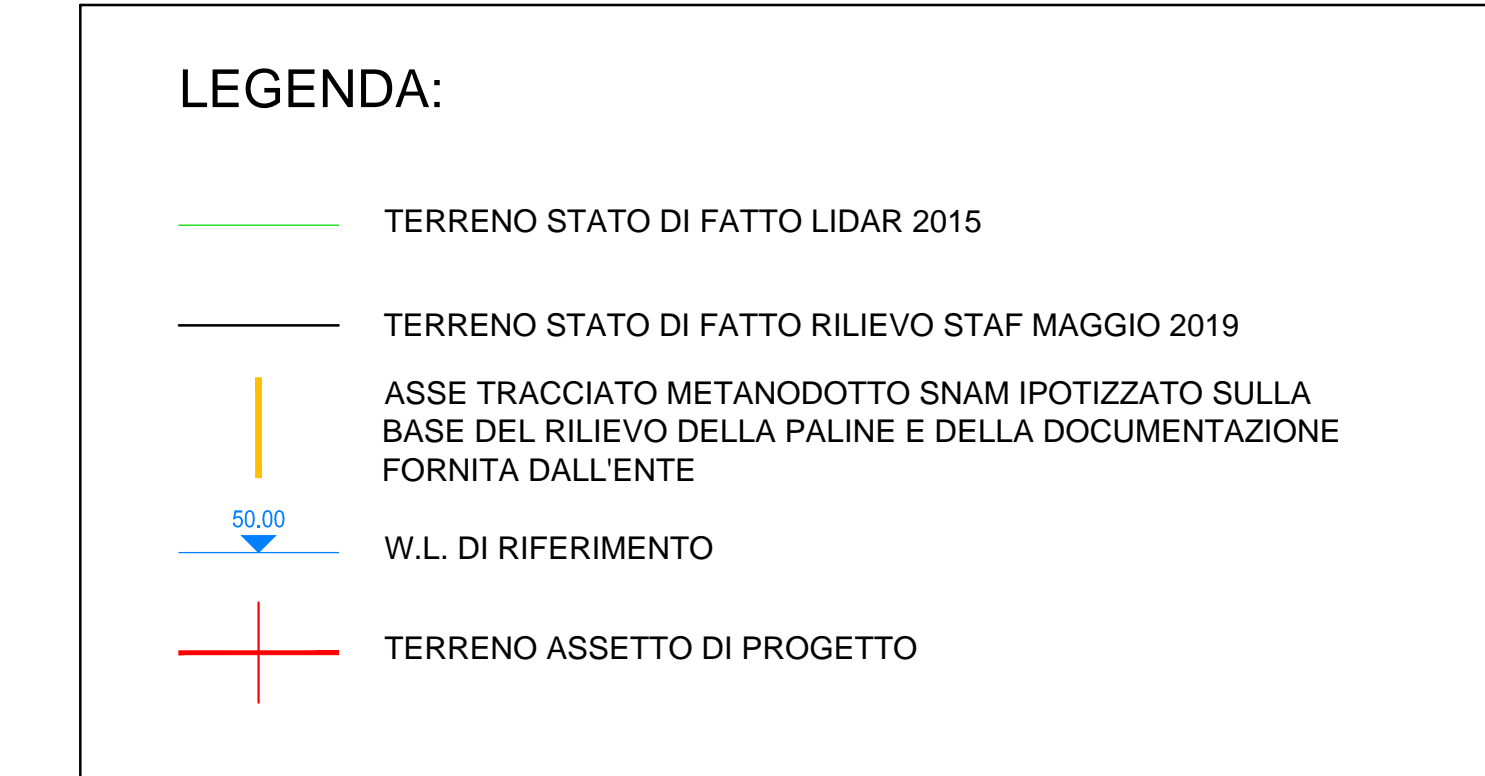 LEGENDA:
TERRENO STATO DI FATTO LIDAR 2015
TERRENO STATO DI FATTO RILIEVO STAF MAGGIO 2019
ASSE TRACCIATO METANODOTTO SNAM IPOTIZZATO SULLA
BASE DEL RILIEVO DELLA PALINE E DELLA DOCUMENTAZIONE
FORNITA DALL'ENTE
50.00
W.L. DI RIFERIMENTO
TERRENO ASSETTO DI PROGETTO